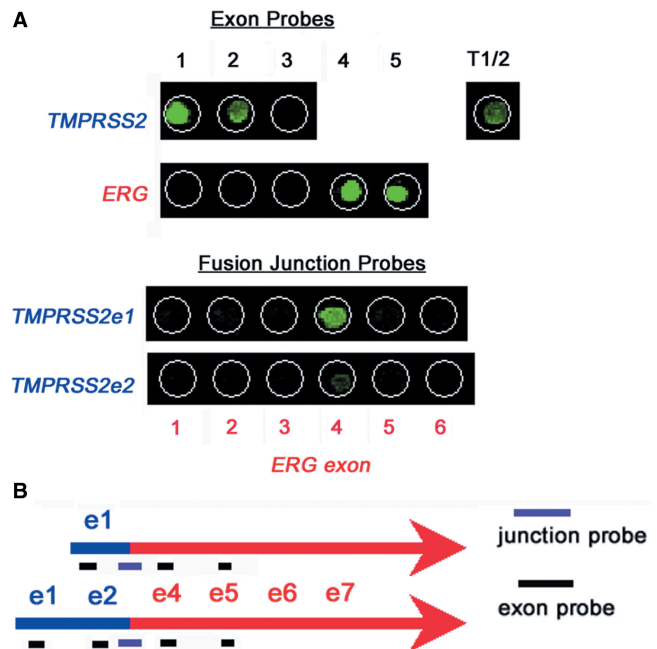 A
Exon Probes
1 2 3 4 5 T1/2
TMPRSS2
ERG
Fusion Junction Probes
TMPRSS2e1
TMPRSS2e2
1 2 3 4 5 6
ERG exon
B
e1
junction probe
e1 e2 e4 e5 e6 e7
exon probe